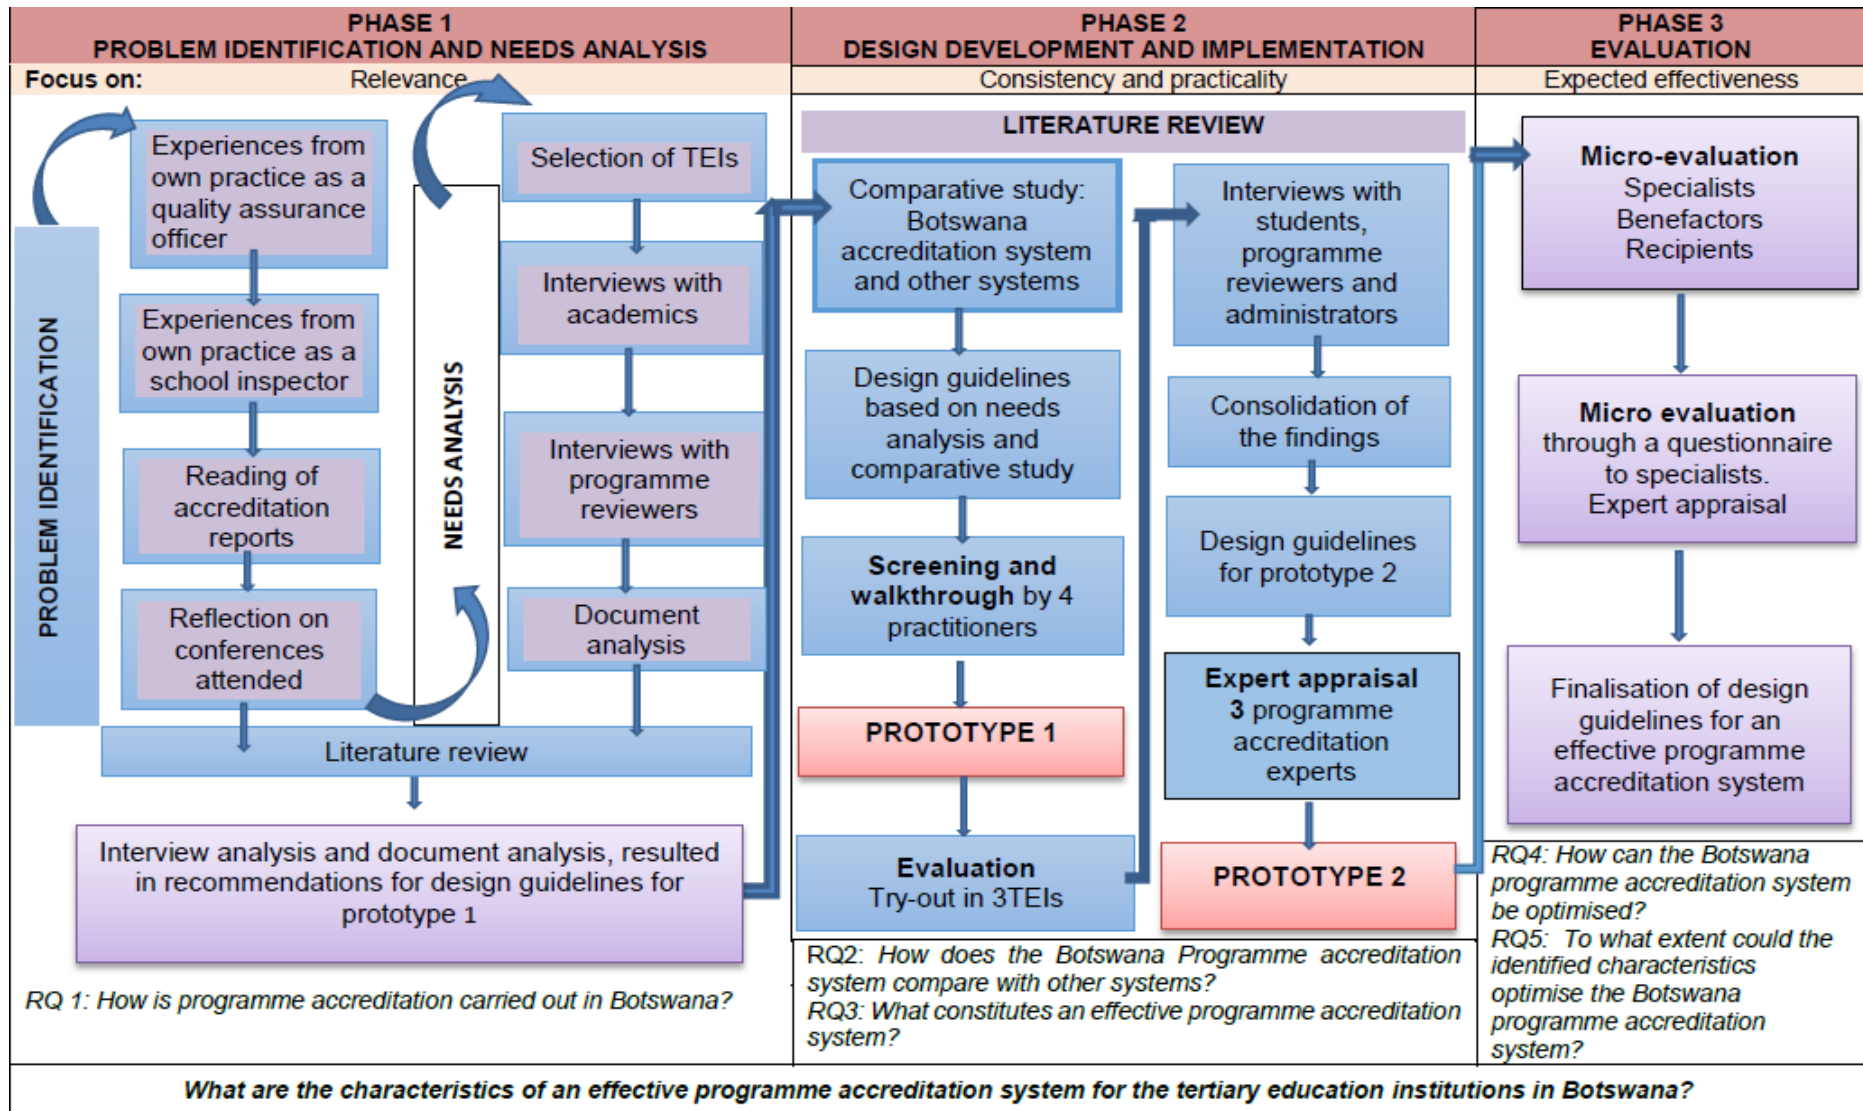 PHASE 1
PROBLEM IDENTIFICATION AND NEEDS ANALYSIS
Focus on:
Relevance
PROBLEM IDENTIFICATION
Experiences from
own practice as a
quality assurance
officer
Experiences from
own practice as a
school inspector
Reading of
accreditation
reports
Reflection on
conferences
attended
NEEDS ANALYSIS
Selection of TEIs
Interviews with
academics
Interviews with
programme
reviewers
Document
analysis
Literature review
Interview analysis and document analysis, resulted
in recommendations for design guidelines for
prototype 1
RQ 1: How is programme accreditation carried out in Botswana?
PHASE 2
DESIGN DEVELOPMENT AND IMPLEMENTATION
Consistency and practicality
LITERATURE REVIEW
Comparative study:
Botswana
accreditation system
and other systems
Design guidelines
based on needs
analysis and
comparative study
Screening and
walkthrough by 4
practitioners
PROTOTYPE 1
Evaluation
Try-out in 3TEIs
Interviews with
students,
programme
reviewers and
administrators
Consolidation of
the findings
Design guidelines
for prototype 2
Expert appraisal
3 programme
accreditation
experts
PROTOTYPE 2
RQ2: How does the Botswana Programme accreditation
system compare with other systems?
RQ3: What constitutes an effective programme accreditation
system?
PHASE 3
EVALUATION
Expected effectiveness
Micro-evaluation
Specialists
Benefactors
Recipients
Micro evaluation
through a questionnaire
to specialists.
Expert appraisal
Finalisation of design
guidelines for an
effective programme
accreditation system
RQ4: How can the Botswana
programme accreditation system
be optimised?
RQ5: To what extent could the
identified characteristics
optimise the Botswana
programme accreditation
system?
What are the characteristics of an effective programme accreditation system for the tertiary education institutions in Botswana?